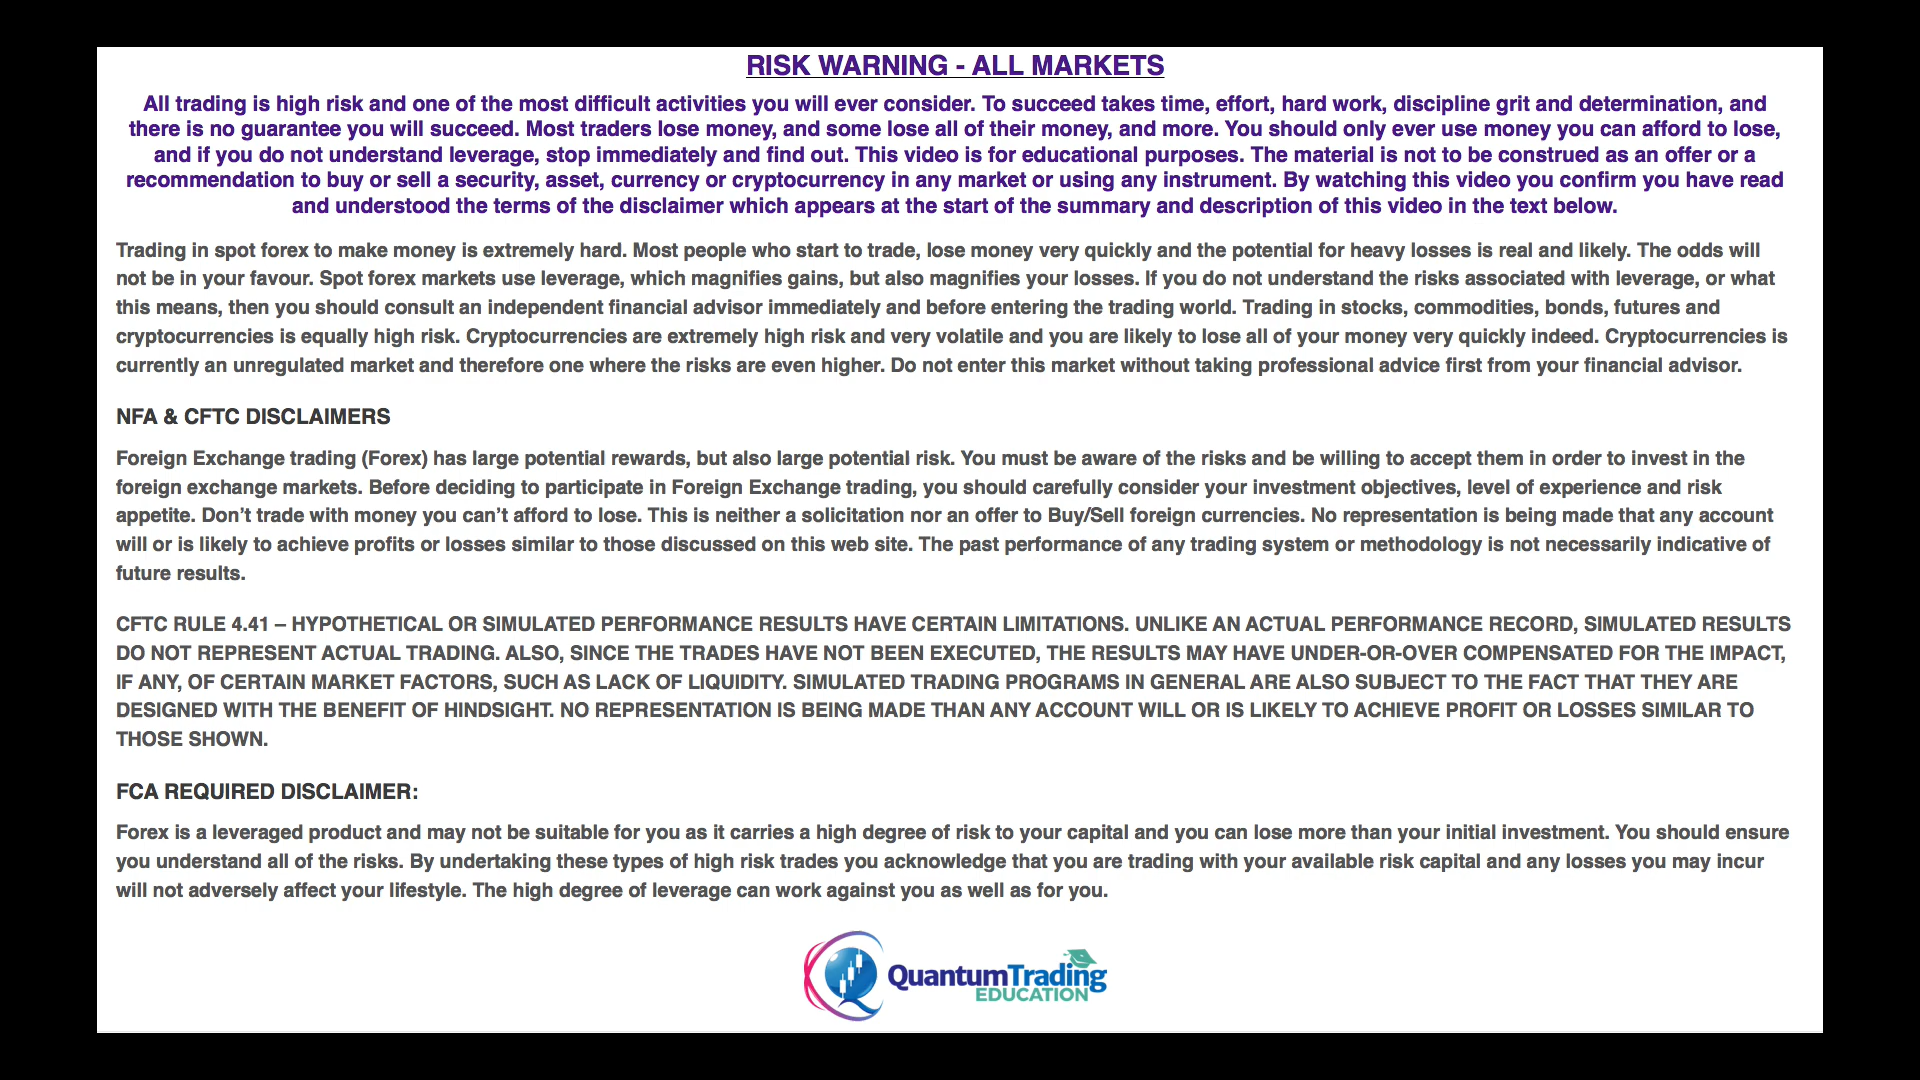 RISK WARNING - ALL MARKETS
All trading is high risk and one of the most difficult activities you will ever consider. To succeed takes time, effort, hard work, discipline grit and determination, and
there is no guarantee you will succeed. Most traders lose money, and some lose all of their money, and more. You should only ever use money you can afford to lose,
and if you do not understand leverage, stop immediately and find out. This video is for educational purposes. The material is not to be construed as an offer or a
recommendation to buy or sell a security, asset, currency or cryptocurrency in any market or using any instrument. By watching this video you confirm you have read
and understood the terms of the disclaimer which appears at the start of the summary and description of this video in the text below.
Trading in spot forex to make money is extremely hard. Most people who start to trade, lose money very quickly and the potential for heavy losses is real and likely. The odds will
not be in your favour. Spot forex markets use leverage, which magnifies gains, but also magnifies your losses. If you do not understand the risks associated with leverage, or what
this means, then you should consult an independent financial advisor immediately and before entering the trading world. Trading in stocks, commodities, bonds, futures and
cryptocurrencies is equally high risk. Cryptocurrencies are extremely high risk and very volatile and you are likely to lose all of your money very quickly indeed. Cryptocurrencies is
currently an unregulated market and therefore one where the risks are even higher. Do not enter this market without taking professional advice first from your financial advisor.
NFA & CFTC DISCLAIMERS
Foreign Exchange trading (Forex) has large potential rewards, but also large potential risk. You must be aware of the risks and be willing to accept them in order to invest in the
foreign exchange markets. Before deciding to participate in Foreign Exchange trading, you should carefully consider your investment objectives, level of experience and risk
appetite. Don’t trade with money you can’t afford to lose. This is neither a solicitation nor an offer to Buy/Sell foreign currencies. No representation is being made that any account
will or is likely to achieve profits or losses similar to those discussed on this web site. The past performance of any trading system or methodology is not necessarily indicative of
future results.
CFTC RULE 4.41 – HYPOTHETICAL OR SIMULATED PERFORMANCE RESULTS HAVE CERTAIN LIMITATIONS. UNLIKE AN ACTUAL PERFORMANCE RECORD, SIMULATED RESULTS
DO NOT REPRESENT ACTUAL TRADING. ALSO, SINCE THE TRADES HAVE NOT BEEN EXECUTED, THE RESULTS MAY HAVE UNDER-OR-OVER COMPENSATED FOR THE IMPACT,
IF ANY, OF CERTAIN MARKET FACTORS, SUCH AS LACK OF LIQUIDITY. SIMULATED TRADING PROGRAMS IN GENERAL ARE ALSO SUBJECT TO THE FACT THAT THEY ARE
DESIGNED WITH THE BENEFIT OF HINDSIGHT. NO REPRESENTATION IS BEING MADE THAN ANY ACCOUNT WILL OR IS LIKELY TO ACHIEVE PROFIT OR LOSSES SIMILAR TO
THOSE SHOWN.
FCA REQUIRED DISCLAIMER:
Forex is a leveraged product and may not be suitable for you as it carries a high degree of risk to your capital and you can lose more than your initial investment. You should ensure
you understand all of the risks. By undertaking these types of high risk trades you acknowledge that you are trading with your available risk capital and any losses you may incur
will not adversely affect your lifestyle. The high degree of leverage can work against you as well as for you.
QuantumTrading
EDUCATION